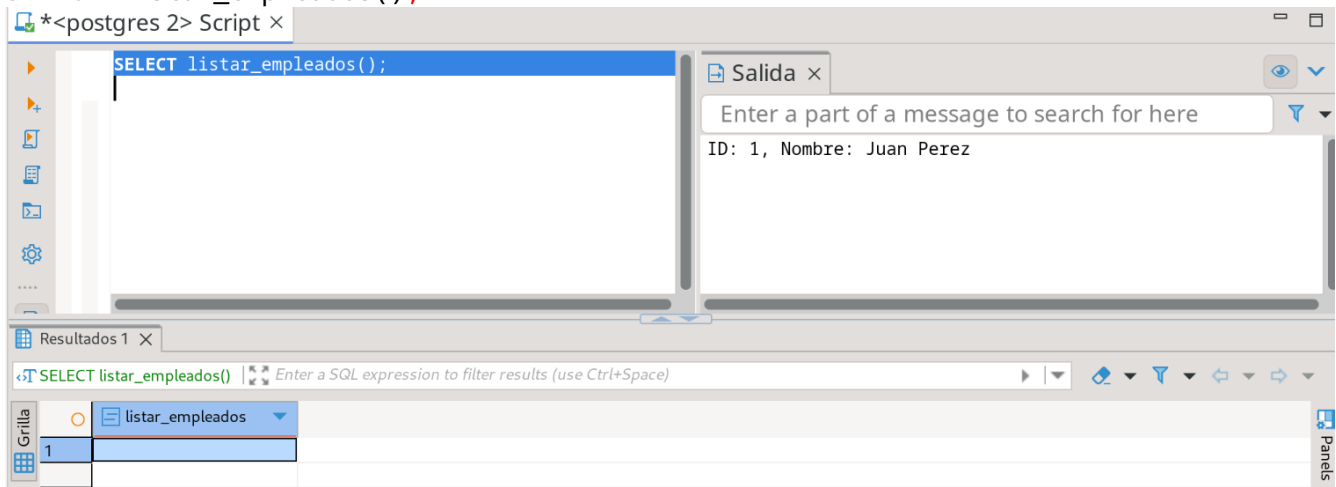 *<postgres 2> Script ×
SELECT listar_empleados();
Salida ×
Enter a part of a message to search for here
ID: 1, Nombre: Juan Perez
Resultados 1 ×
SELECT listar_empleados()
Enter a SQL expression to filter results (use Ctrl+Space)
Grilla
listar_empleados
1
Panels